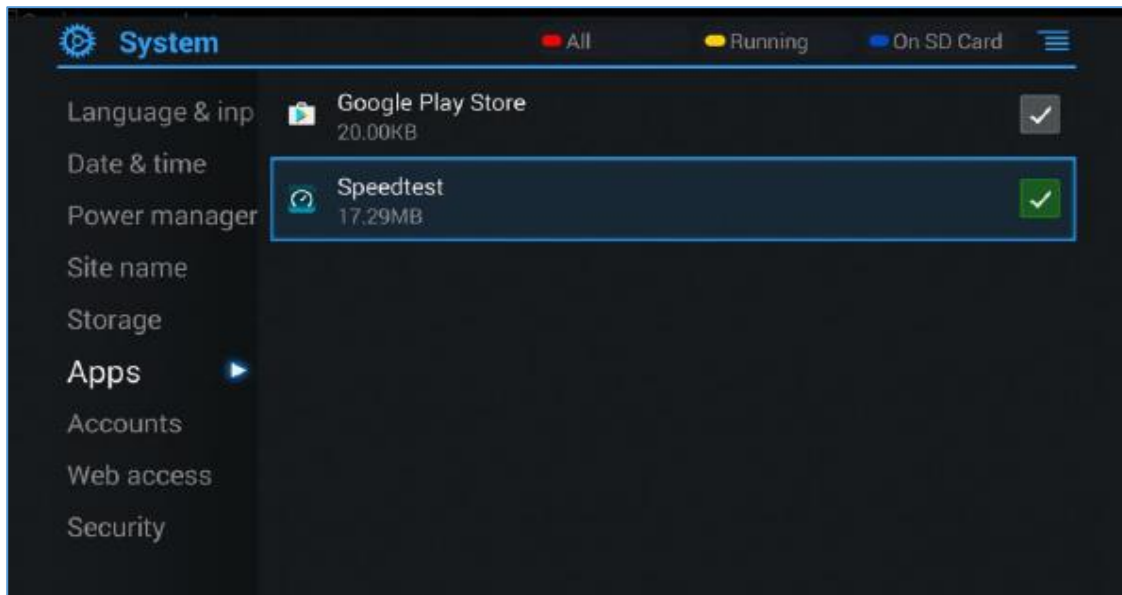 System
All
Running
On SD Card
Language & inp
Date & time
Power manager
Site name
Storage
Apps
Accounts
Web access
Security
Google Play Store
20.00KB
Speedtest
17.29MB